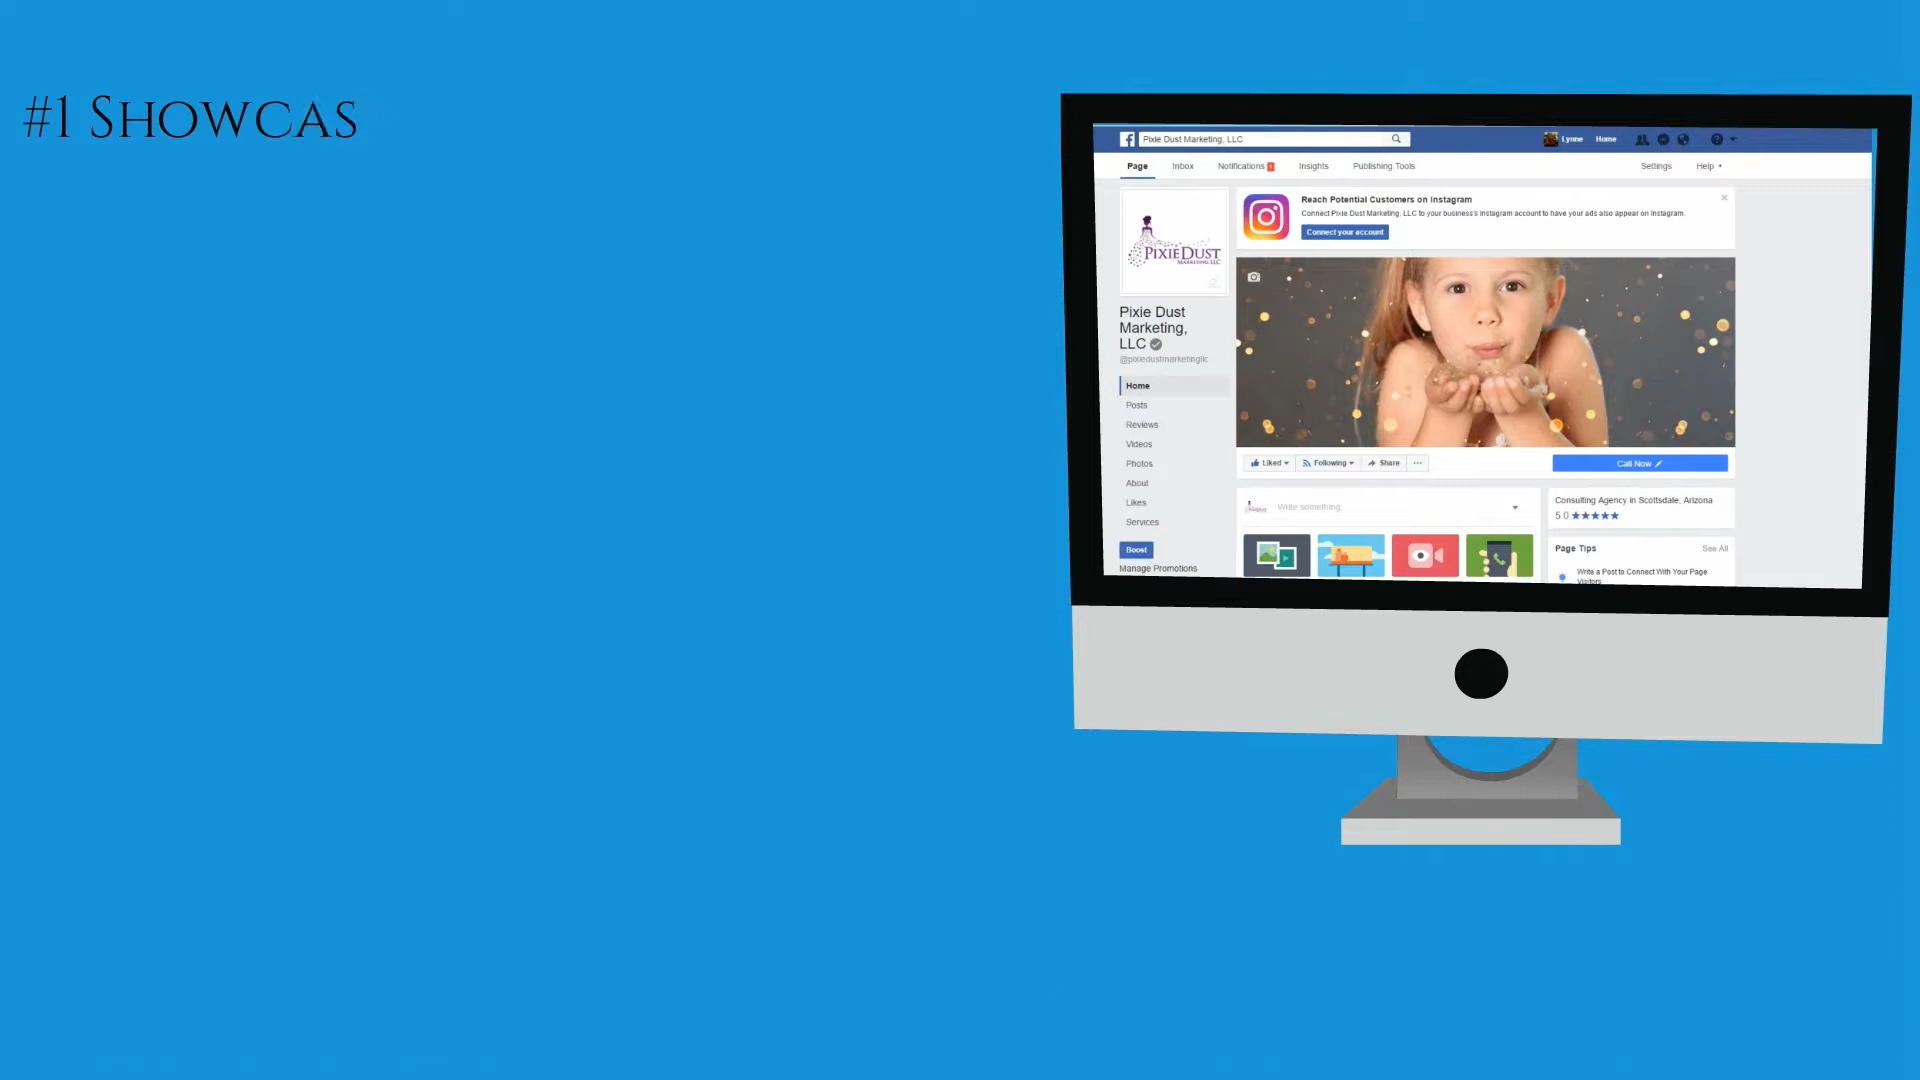 #1 Showcas
Pixie Dust Marketing, LLC
Lynne Home
Page Inbox Notifications 1 Insights Publishing Tools Settings Help
Reach Potential Customers on Instagram
Connect Pixie Dust Marketing, LLC to your business's Instagram account to have your ads also appear on Instagram.
Connect your account
PixieDust
Marketing, LLC
Pixie Dust
Marketing,
LLC
@pixiedustmarketingllc
Home
Posts
Reviews
Videos
Photos
About
Likes
Services
Boost
Manage Promotions
Liked Following Share ...
Call Now
Write something
Consulting Agency in Scottsdale, Arizona
5.0 ★★★★★
Page Tips See All
Write a Post to Connect With Your Page
Visitors